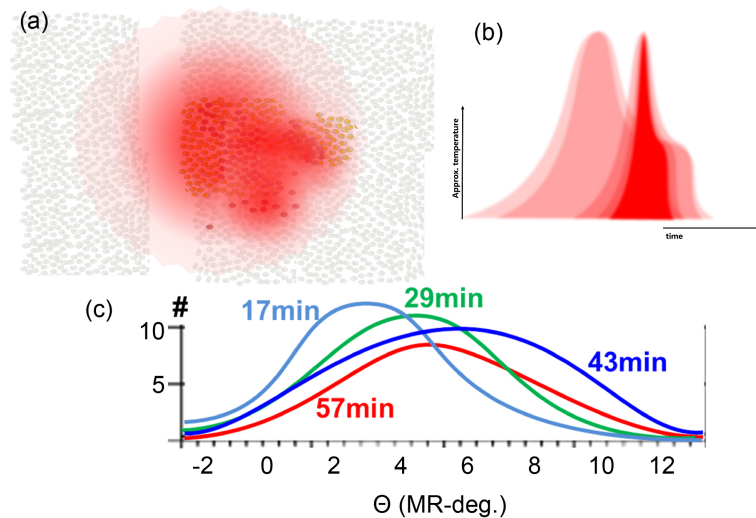 (a)
(b)
Approx. temperature
time
(c)
#
17min
29min
10
43min
5
57min
-2 0 2 4 6 8 10 12
Θ (MR-deg.)